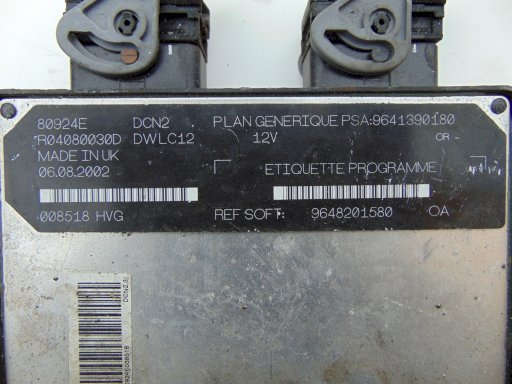 80924E DCN2 PLAN GENERIQUE PSA:9641390180
R04080030D DWLC12 12V OR
MADE IN UK
06.08.2002 ETIQUETTE PROGRAMME
008518 HVG REF SOFT: 9648201580 OA